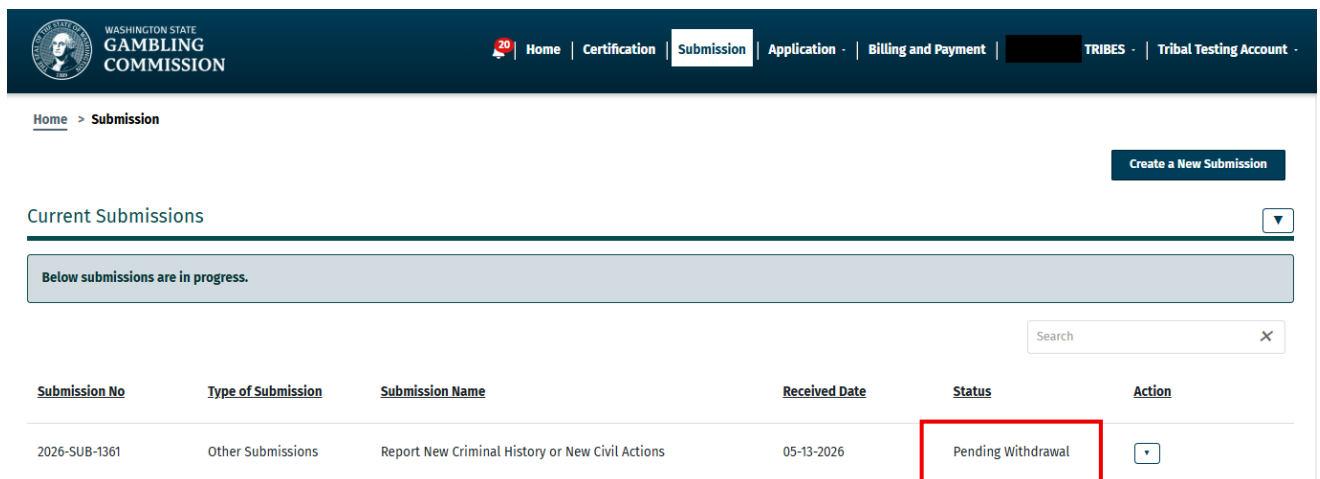 WASHINGTON STATE
GAMBLING
COMMISSION
20 Home Certification Submission Application Billing and Payment TRIBES Tribal Testing Account
Home > Submission
Create a New Submission
Current Submissions
Below submissions are in progress.
Search
Submission No Type of Submission Submission Name Received Date Status Action
2026-SUB-1361 Other Submissions Report New Criminal History or New Civil Actions 05-13-2026 Pending Withdrawal